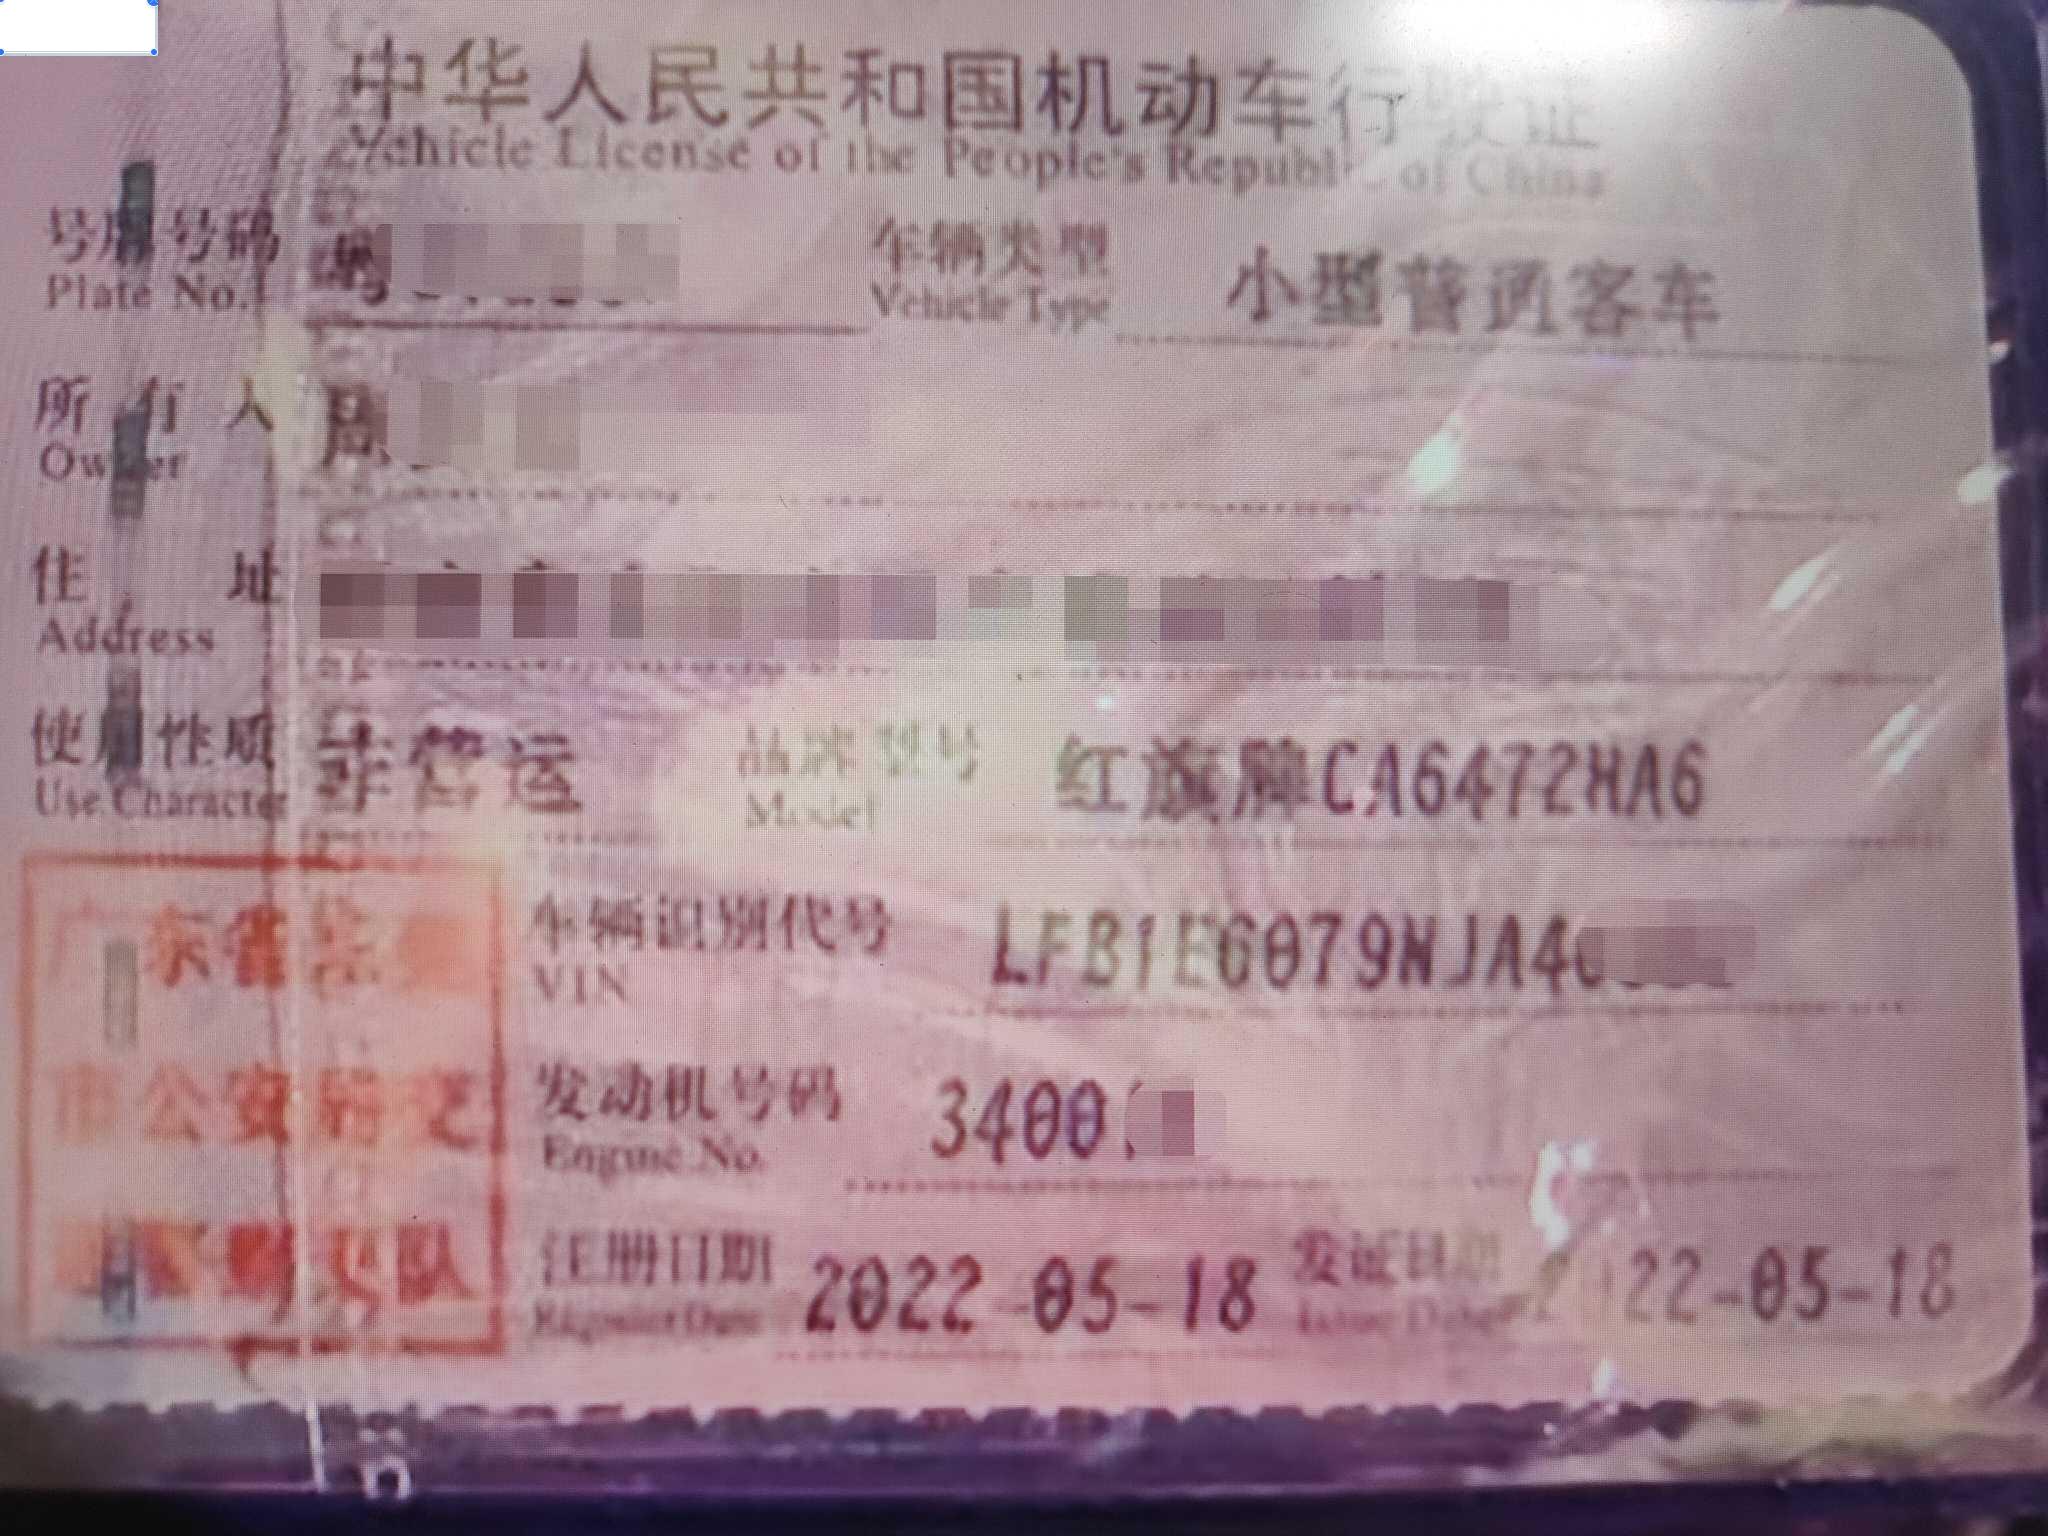 中华人民共和国机动车行驶证
Vehicle License of the People's Republic of China
号牌号码
Plate No.
车辆类型 小型普通客车
Vehicle Type
所有人
Owner
住址
Address
使用性质 非营运 品牌型号 红旗牌CA6472HA6
Use Character Model
车辆识别代号 LFB1E6079NJA4
VIN
发动机号码 3400
Engine No.
注册日期 2022-05-18 发证日期 22-05-18
Register Date Issue Date
东省
市公安局交
队